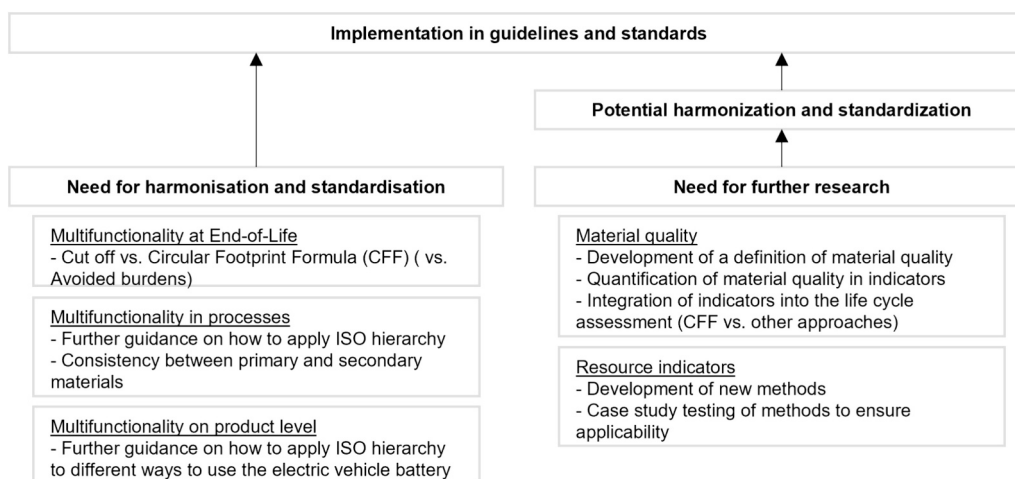 Implementation in guidelines and standards
Potential harmonization and standardization
Need for harmonisation and standardisation
Need for further research
Multifunctionality at End-of-Life
- Cut off vs. Circular Footprint Formula (CFF) ( vs.
Avoided burdens)
Multifunctionality in processes
- Further guidance on how to apply ISO hierarchy
- Consistency between primary and secondary
materials
Multifunctionality on product level
- Further guidance on how to apply ISO hierarchy
to different ways to use the electric vehicle battery
Material quality
- Development of a definition of material quality
- Quantification of material quality in indicators
- Integration of indicators into the life cycle
assessment (CFF vs. other approaches)
Resource indicators
- Development of new methods
- Case study testing of methods to ensure
applicability